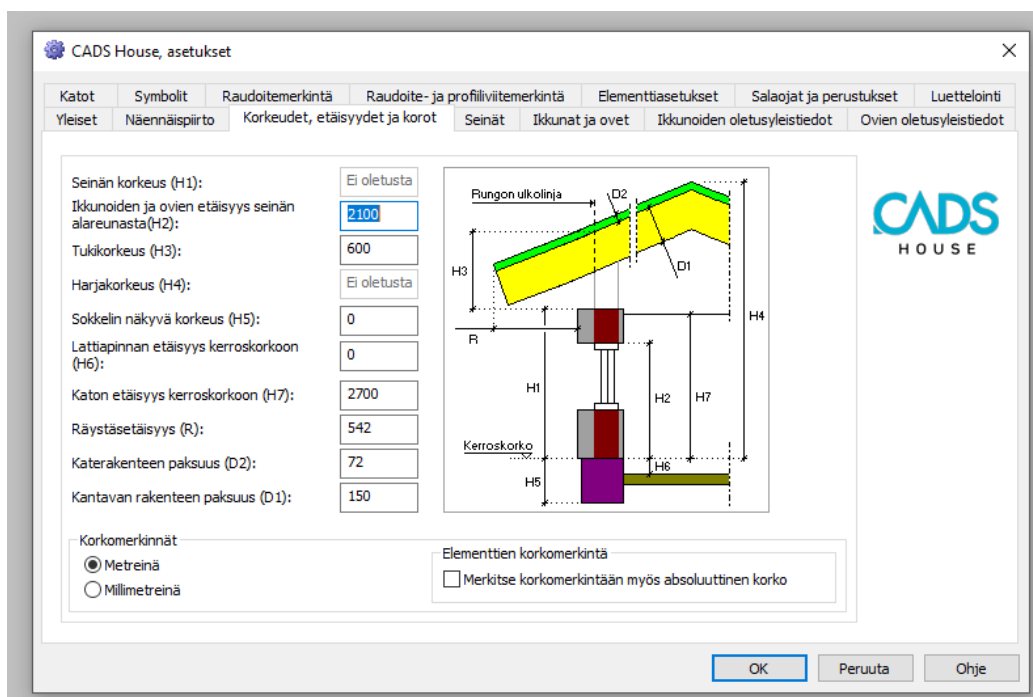 CADS House, asetukset
Katot Symbolit Raudoitemerkintä Raudoite- ja profiiliviitemerkintä Elementtiasetukset Salaojat ja perustukset Luettelointi
Yleiset Näennäispiirto Korkeudet, etäisyydet ja korot Seinät Ikkunat ja ovet Ikkunoiden oletusyleistiedot Ovien oletusyleistiedot
Seinän korkeus (H1): Ei oletusta
Ikkunoiden ja ovien etäisyys seinän
alareunasta(H2): 2100
Tukikorkeus (H3): 600
Harjakorkeus (H4): Ei oletusta
Sokkelin näkyvä korkeus (H5): 0
Lattiapinnan etäisyys kerroskorkoon
(H6): 0
Katon etäisyys kerroskorkoon (H7): 2700
Räystäsetäisyys (R): 542
Katerakenteen paksuus (D2): 72
Kantavan rakenteen paksuus (D1): 150
Rungon ulkolinja
D2
H3
D1
H4
R
H1
H2
H7
Kerroskorko
H6
H5
CADS
HOUSE
Korkomerkinnät
Metreinä
Millimetreinä
Elementtien korkomerkintä
Merkitse korkomerkintään myös absoluuttinen korko
OK Peruuta Ohje